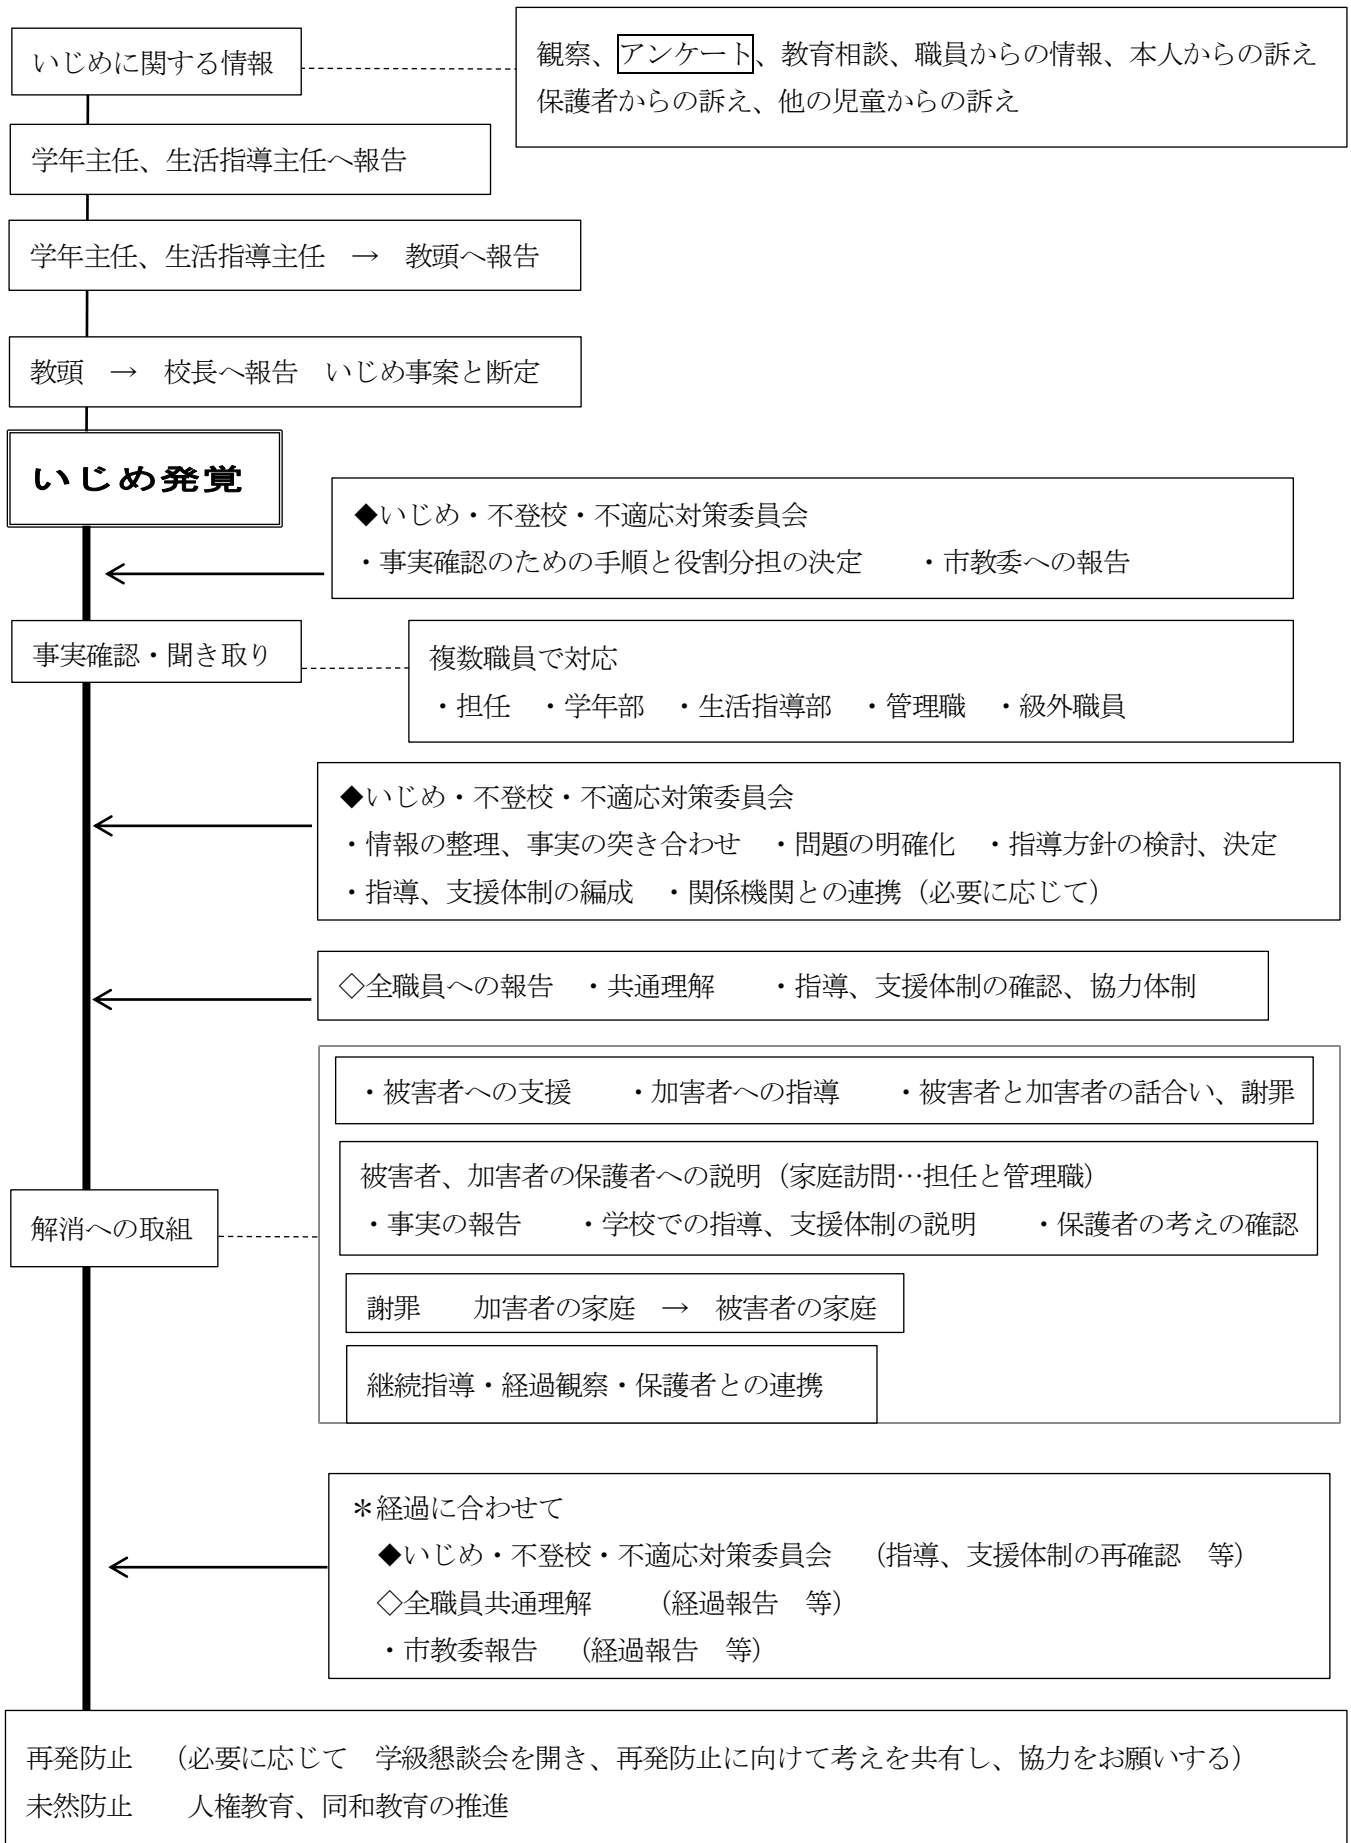 いじめに関する情報
観察、アンケート、教育相談、職員からの情報、本人からの訴え
保護者からの訴え、他の児童からの訴え
学年主任、生活指導主任へ報告
学年主任、生活指導主任　→　教頭へ報告
教頭　→　校長へ報告　いじめ事案と断定
いじめ発覚
◆いじめ・不登校・不適応対策委員会
・事実確認のための手順と役割分担の決定　　・市教委への報告
事実確認・聞き取り
複数職員で対応
・担任　・学年部　・生活指導部　・管理職　・級外職員
◆いじめ・不登校・不適応対策委員会
・情報の整理、事実の突き合わせ　・問題の明確化　・指導方針の検討、決定
・指導、支援体制の編成　・関係機関との連携（必要に応じて）
◇全職員への報告　・共通理解　　・指導、支援体制の確認、協力体制
・被害者への支援　　・加害者への指導　　・被害者と加害者の話合い、謝罪
被害者、加害者の保護者への説明（家庭訪問…担任と管理職）
・事実の報告　　・学校での指導、支援体制の説明　　・保護者の考えの確認
解消への取組
謝罪　　加害者の家庭　→　被害者の家庭
継続指導・経過観察・保護者との連携
＊経過に合わせて
◆いじめ・不登校・不適応対策委員会　（指導、支援体制の再確認　等）
◇全職員共通理解　　（経過報告　等）
・市教委報告　（経過報告　等）
再発防止　（必要に応じて　学級懇談会を開き、再発防止に向けて考えを共有し、協力をお願いする）
未然防止　　人権教育、同和教育の推進